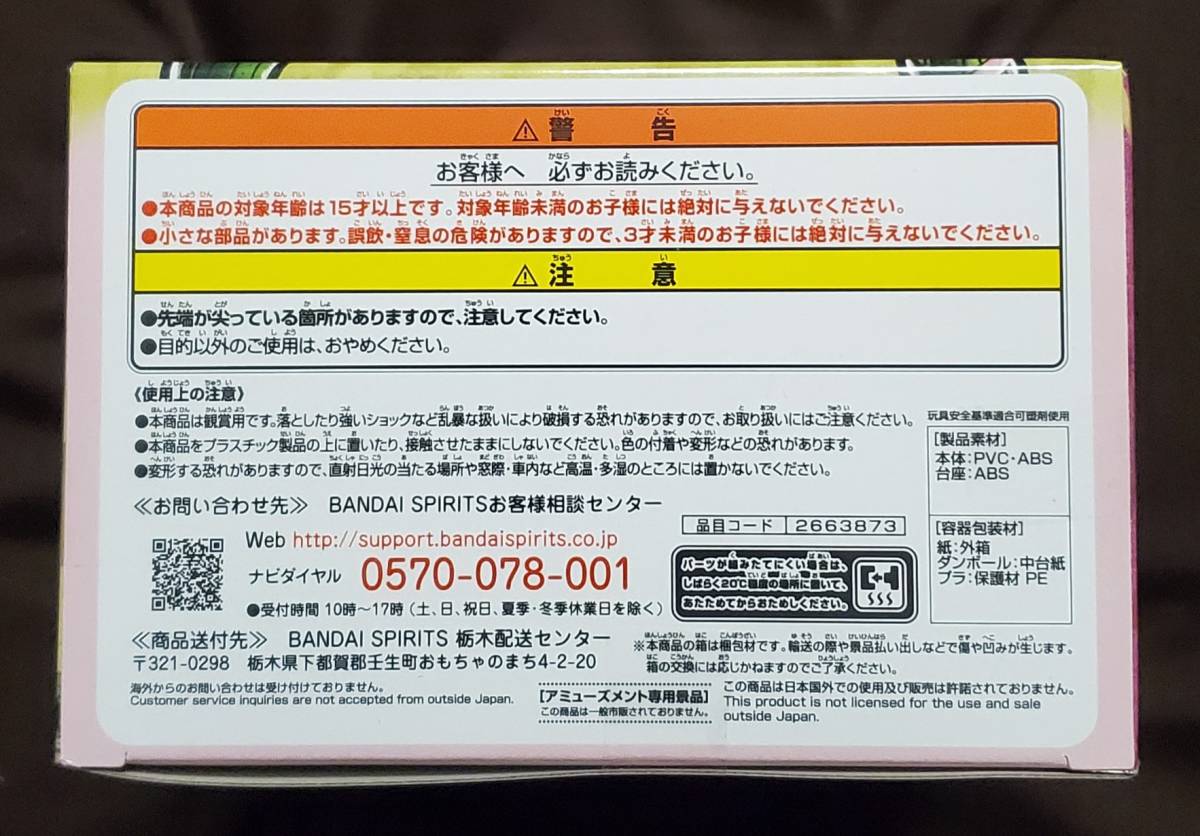 ⚠警告
お客様へ 必ずお読みください。
●本商品の対象年齢は15才以上です。対象年齢未満のお子様には絶対に与えないでください。
●小さな部品があります。誤飲・窒息の危険がありますので、3才未満のお子様には絶対に与えないでください。
⚠注意
●先端が尖っている箇所がありますので、注意してください。
●目的以外のご使用は、おやめください。
《使用上の注意》
●本商品は観賞用です。落としたり強いショックなど乱暴な扱いにより破損する恐れがありますので、お取り扱いにはご注意ください。
●本商品をプラスチック製品の上に置いたり、接触させたままにしないでください。色の付着や変形などの恐れがあります。
●変形する恐れがありますので、直射日光の当たる場所や窓際・車内など高温・多湿のところには置かないでください。
玩具安全基準適合可塑剤使用
[製品素材]
本体:PVC・ABS
台座:ABS
[容器包装材]
紙:外箱
ダンボール:中台紙
プラ:保護材 PE
≪お問い合わせ先≫ BANDAI SPIRITSお客様相談センター
Web http://support.bandaispirits.co.jp
ナビダイヤル 0570-078-001
●受付時間 10時〜17時(土、日、祝日、夏季・冬季休業日を除く)
品目コード 2663873
パーツが組みたてにくい場合は、
しばらく20℃程度の場所に置いて、
あたためてからおためしください。
≪商品送付先≫ BANDAI SPIRITS 栃木配送センター
〒321-0298 栃木県下都賀郡壬生町おもちゃのまち4-2-20
※本商品の箱は梱包材です。輸送の際や景品払い出しなどで傷や凹みが生じます。
箱の交換には応じかねますのでご了承ください。
海外からのお問い合わせは受け付けておりません。
Customer service inquiries are not accepted from outside Japan.
[アミューズメント専用景品]
この商品は一般市販されておりません。
この商品は日本国外での使用及び販売は許諾されておりません。
This product is not licensed for the use and sale
outside Japan.